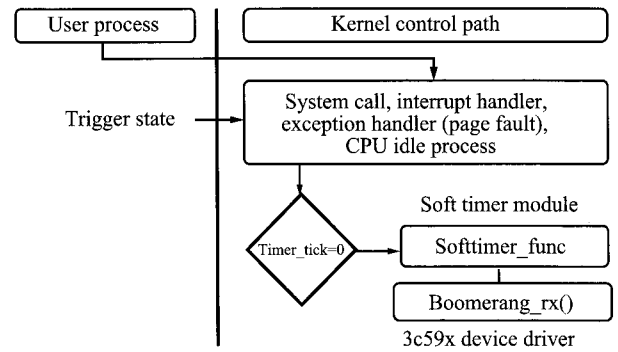 User process
Kernel control path
System call, interrupt handler,
exception handler (page fault),
CPU idle process
Trigger state
Soft timer module
Timer_tick=0
Softtimer_func
Boomerang_rx()
3c59x device driver